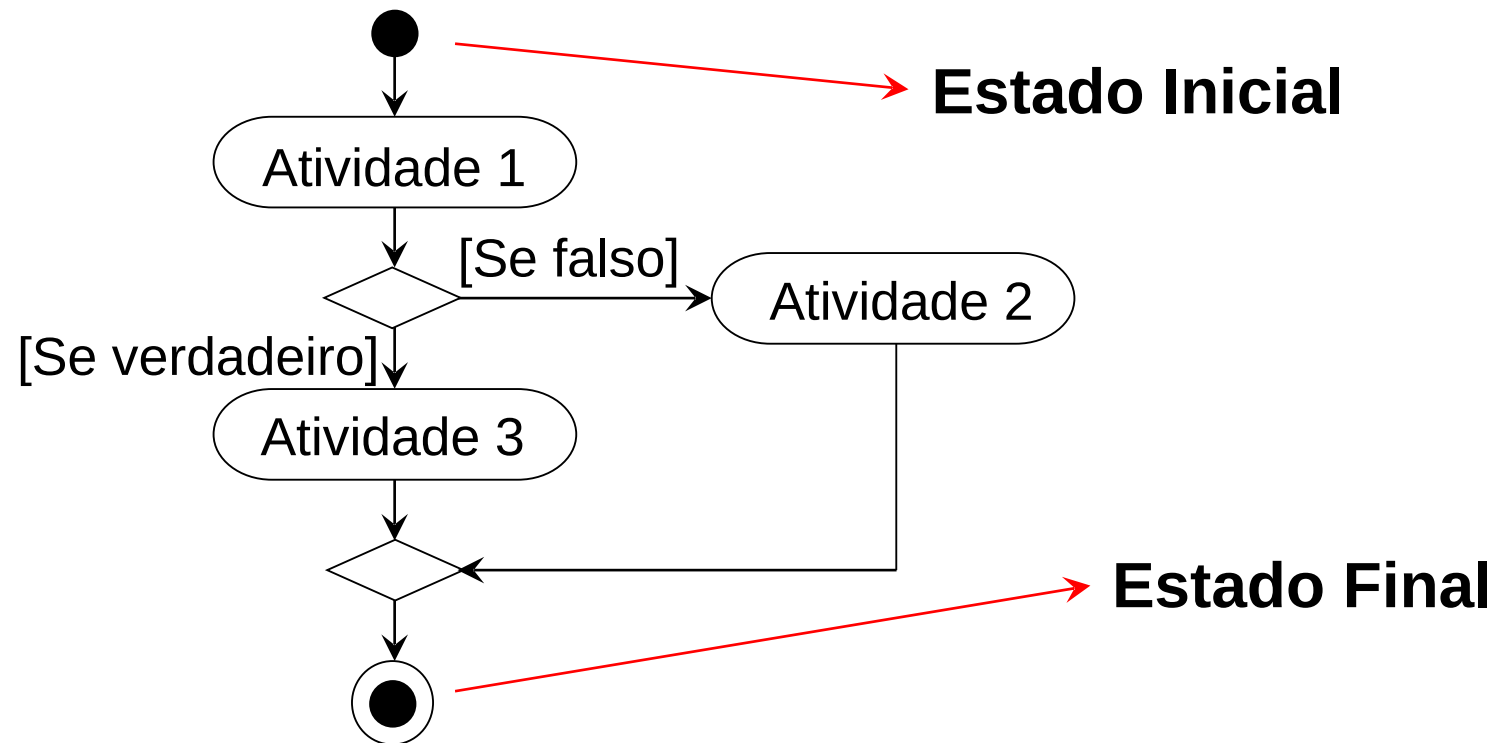 Estado Inicial
Atividade 1
[Se falso]
Atividade 2
[Se verdadeiro]
Atividade 3
Estado Final